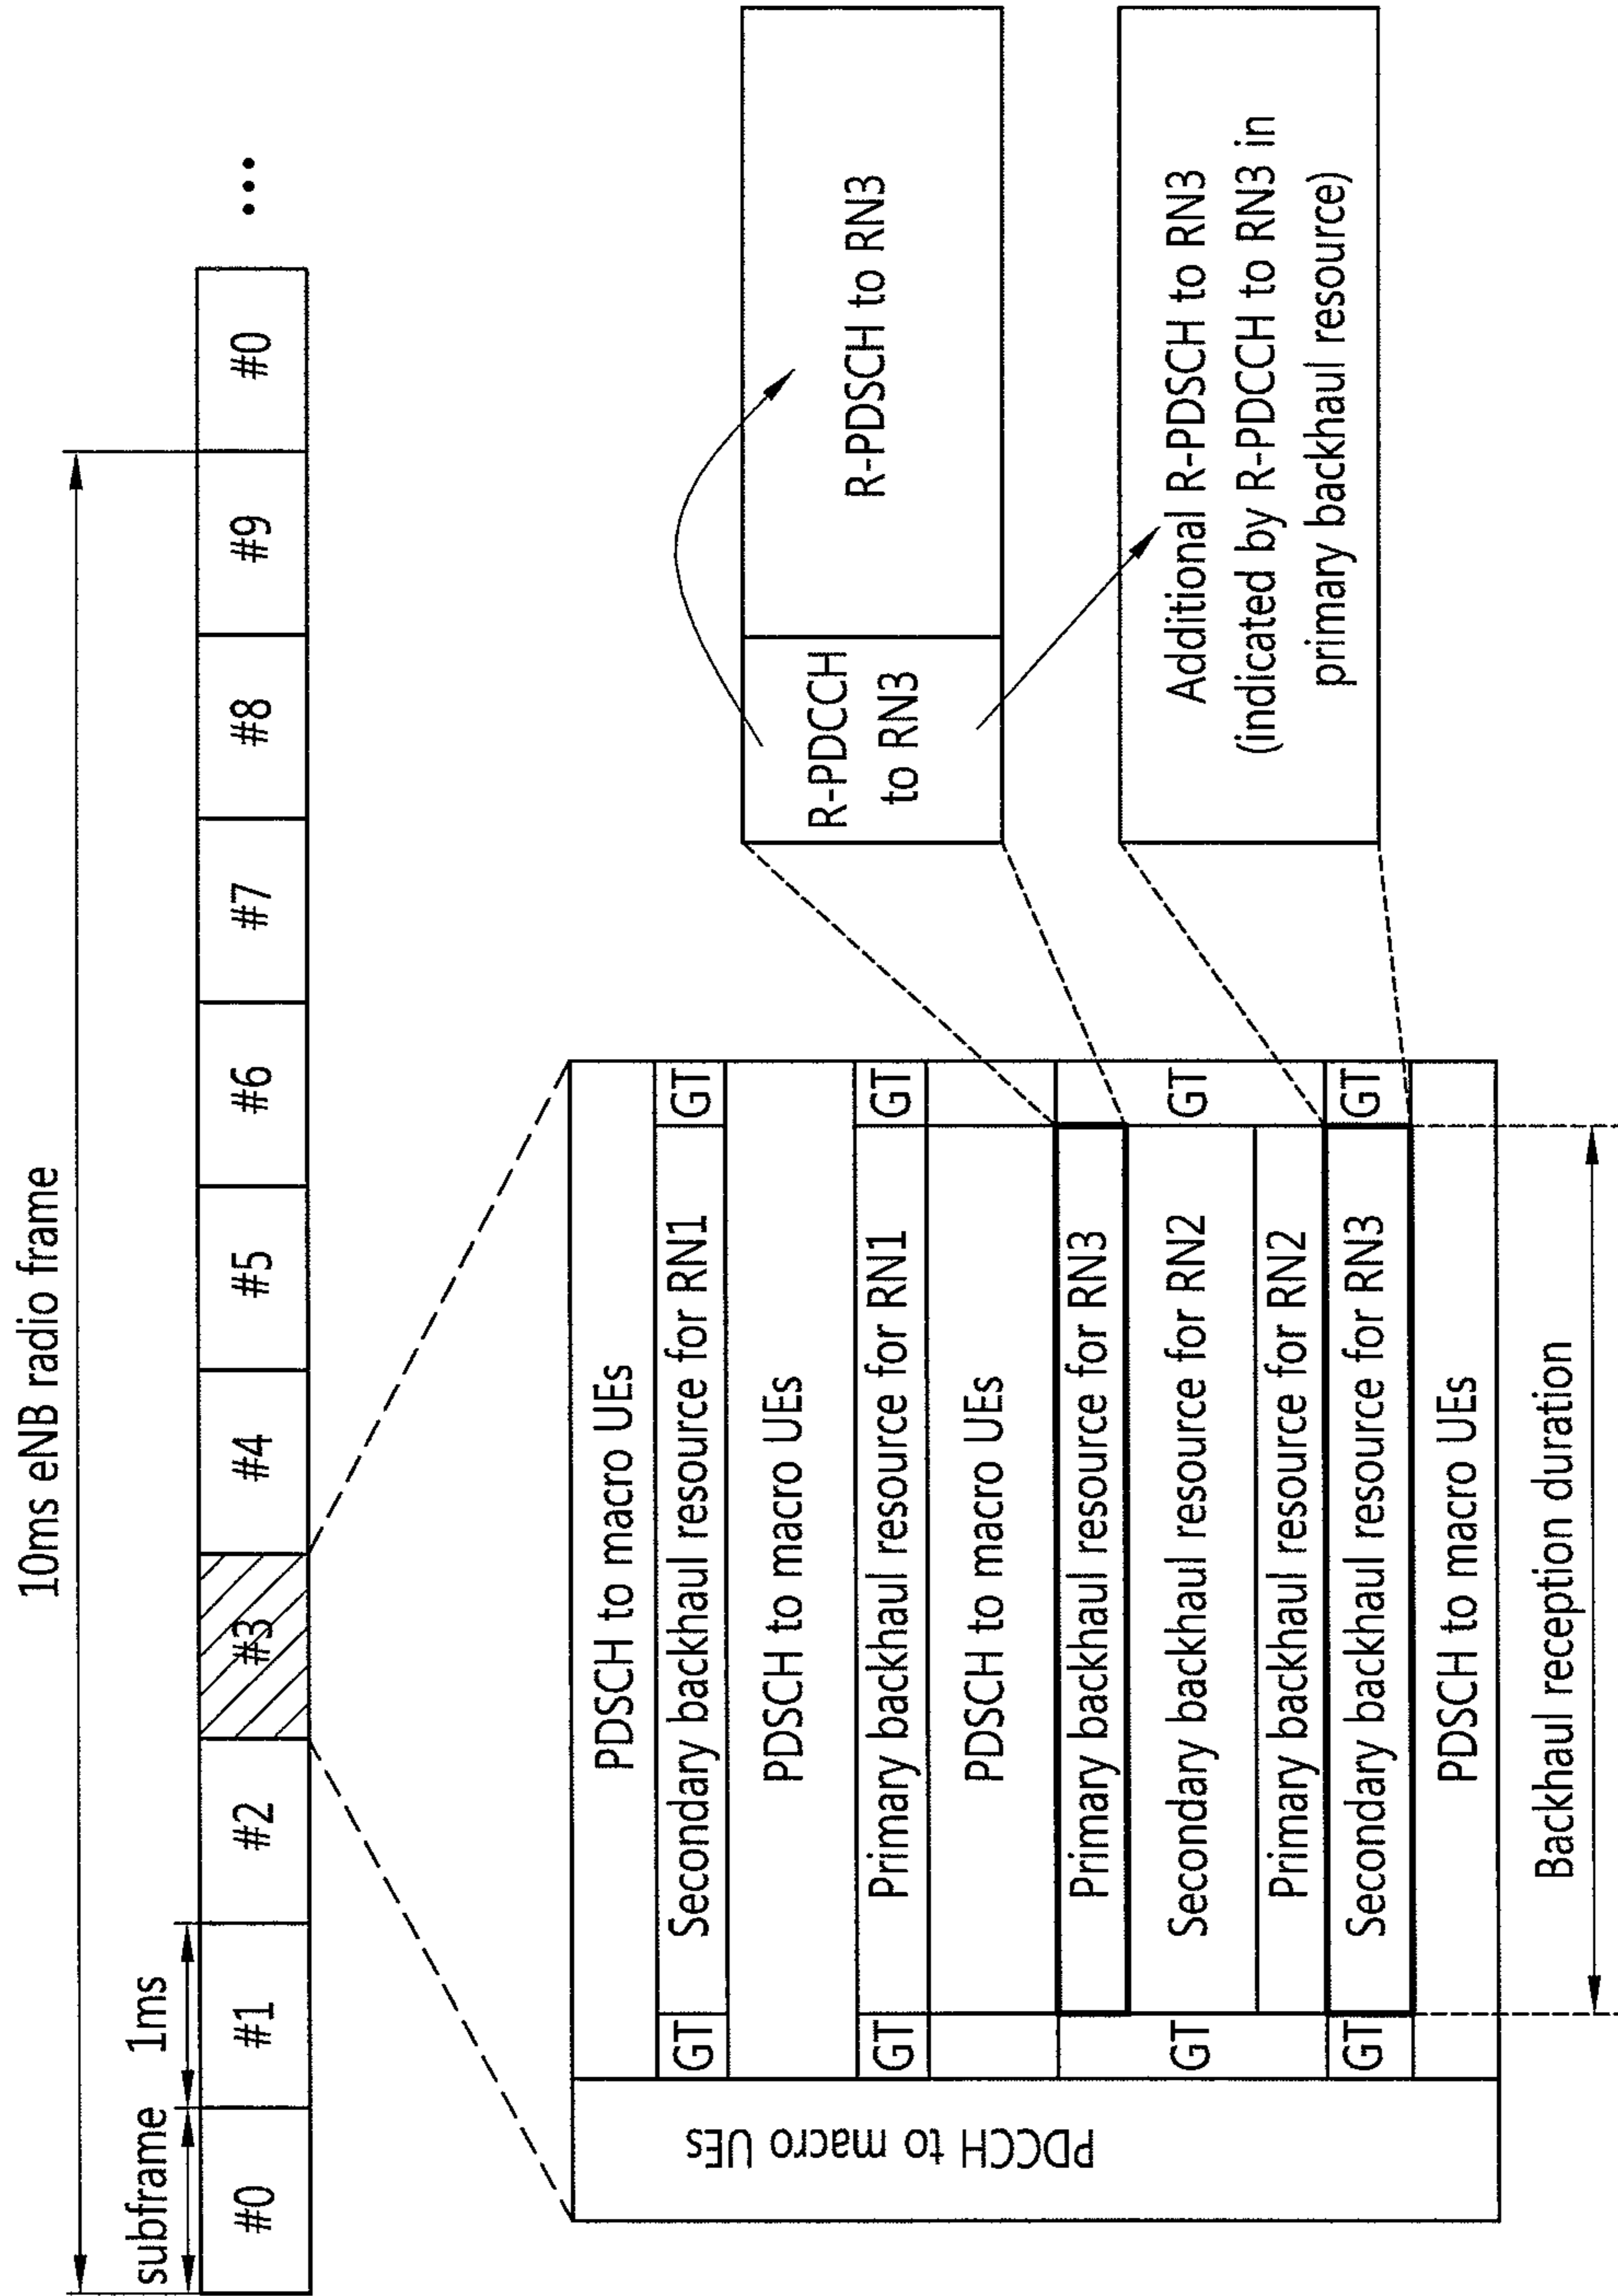 10ms eNB radio frame
subframe 1ms
#0 #1 #2 #3 #4 #5 #6 #7 #8 #9 #0 ...
PDCCH to macro UEs
PDSCH to macro UEs
GT Secondary backhaul resource for RN1 GT
PDSCH to macro UEs
GT Primary backhaul resource for RN1 GT
PDSCH to macro UEs
Primary backhaul resource for RN3
GT Secondary backhaul resource for RN2 GT
Primary backhaul resource for RN2
GT Secondary backhaul resource for RN3 GT
PDSCH to macro UEs
Backhaul reception duration
R-PDCCH
to RN3
R-PDSCH to RN3
Additional R-PDSCH to RN3
(indicated by R-PDCCH to RN3 in
primary backhaul resource)